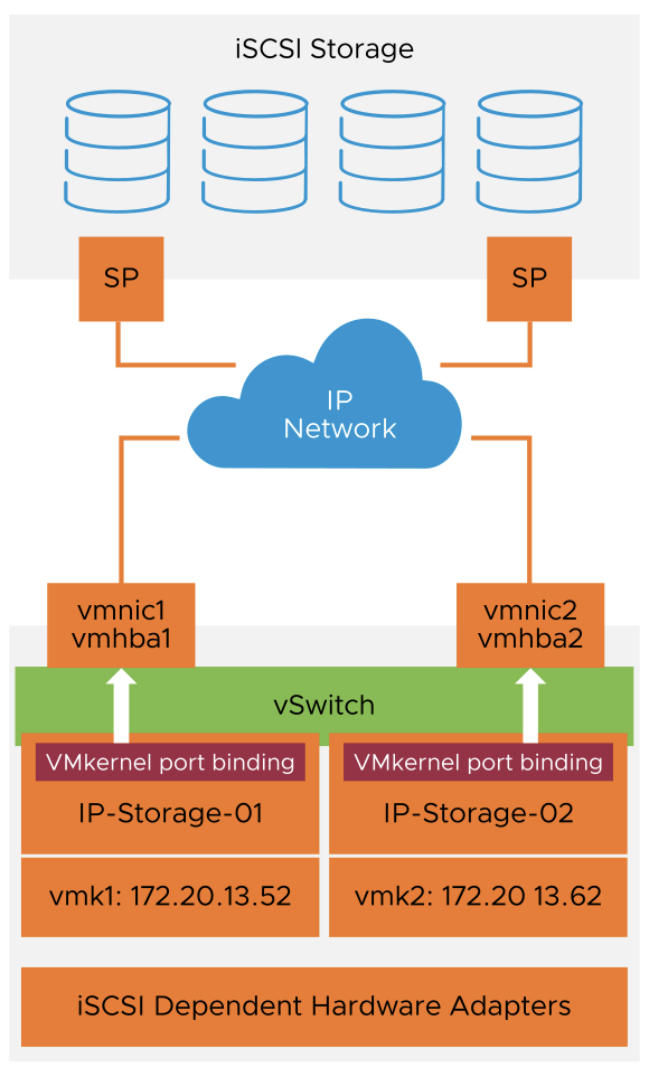 iSCSI Storage
SP
SP
IP
Network
vmnic1
vmhba1
vmnic2
vmhba2
vSwitch
VMkernel port binding
VMkernel port binding
IP-Storage-01
IP-Storage-02
vmk1: 172.20.13.52
vmk2: 172.20 13.62
iSCSI Dependent Hardware Adapters